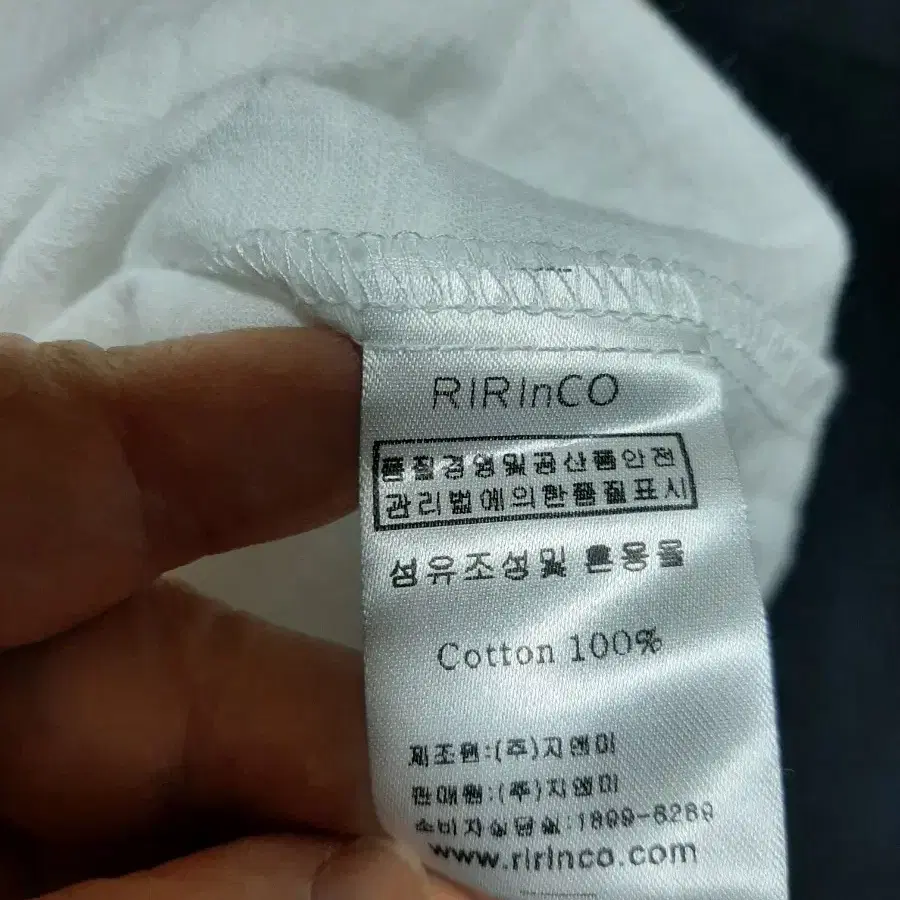 RIRInCO
품질경영및공산품안전
관리법에의한품질표시
섬유조성및 혼용율
Cotton 100%
제조원:(주)지앤미
판매원:(주)지앤미
소비자상담실:1899-6289
www.ririnco.com